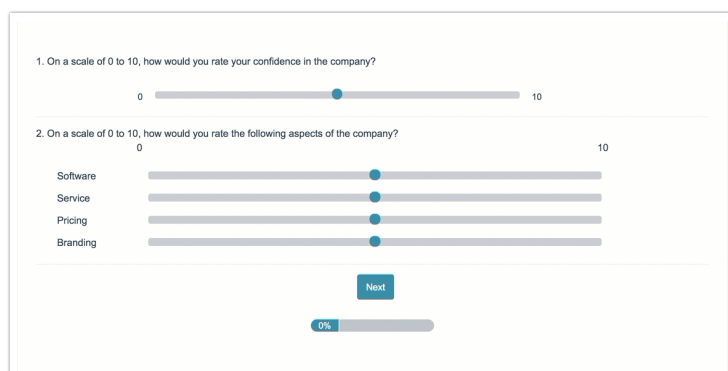 1. On a scale of 0 to 10, how would you rate your confidence in the company?
0 10
2. On a scale of 0 to 10, how would you rate the following aspects of the company?
0 10
Software
Service
Pricing
Branding
Next
0%